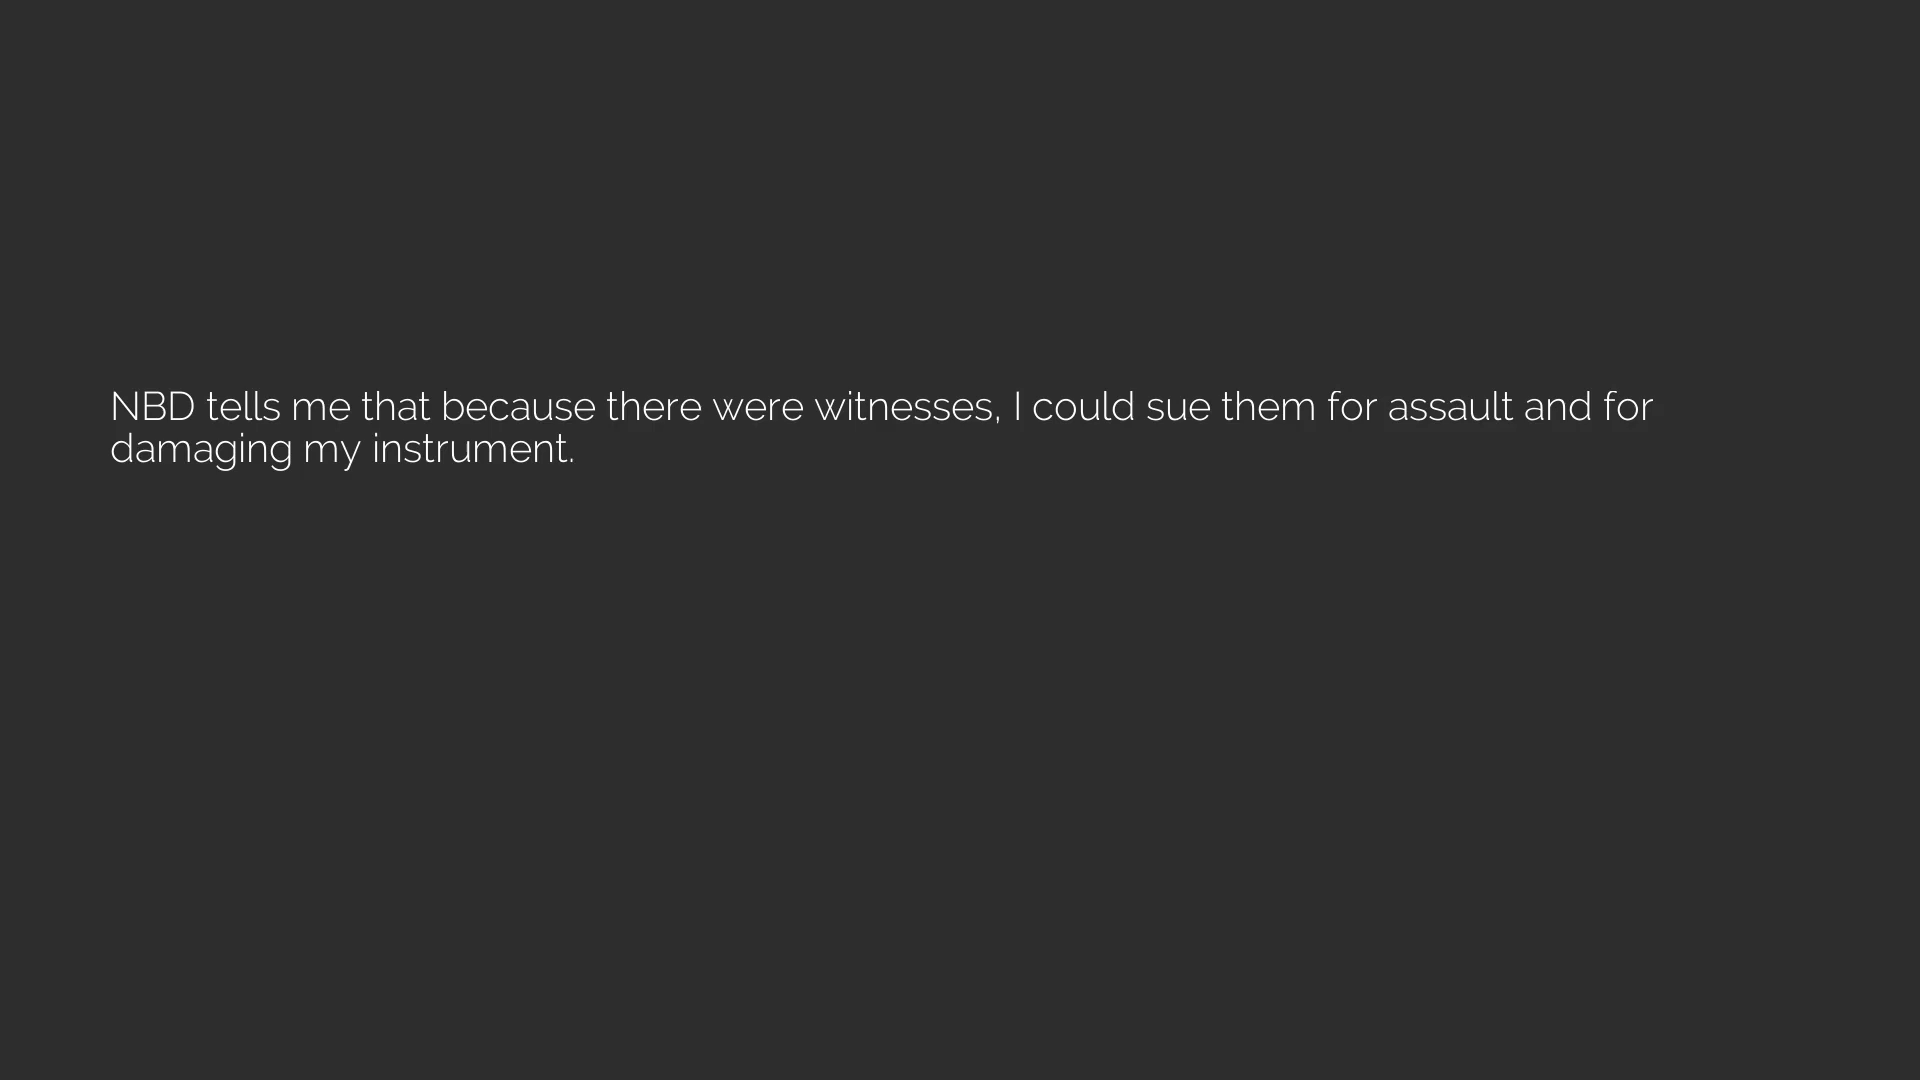 NBD tells me that because there were witnesses, I could sue them for assault and for
damaging my instrument.